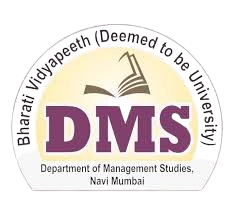 Bharati Vidyapeeth (Deemed to be University)
DMS
Department of Management Studies,
Navi Mumbai